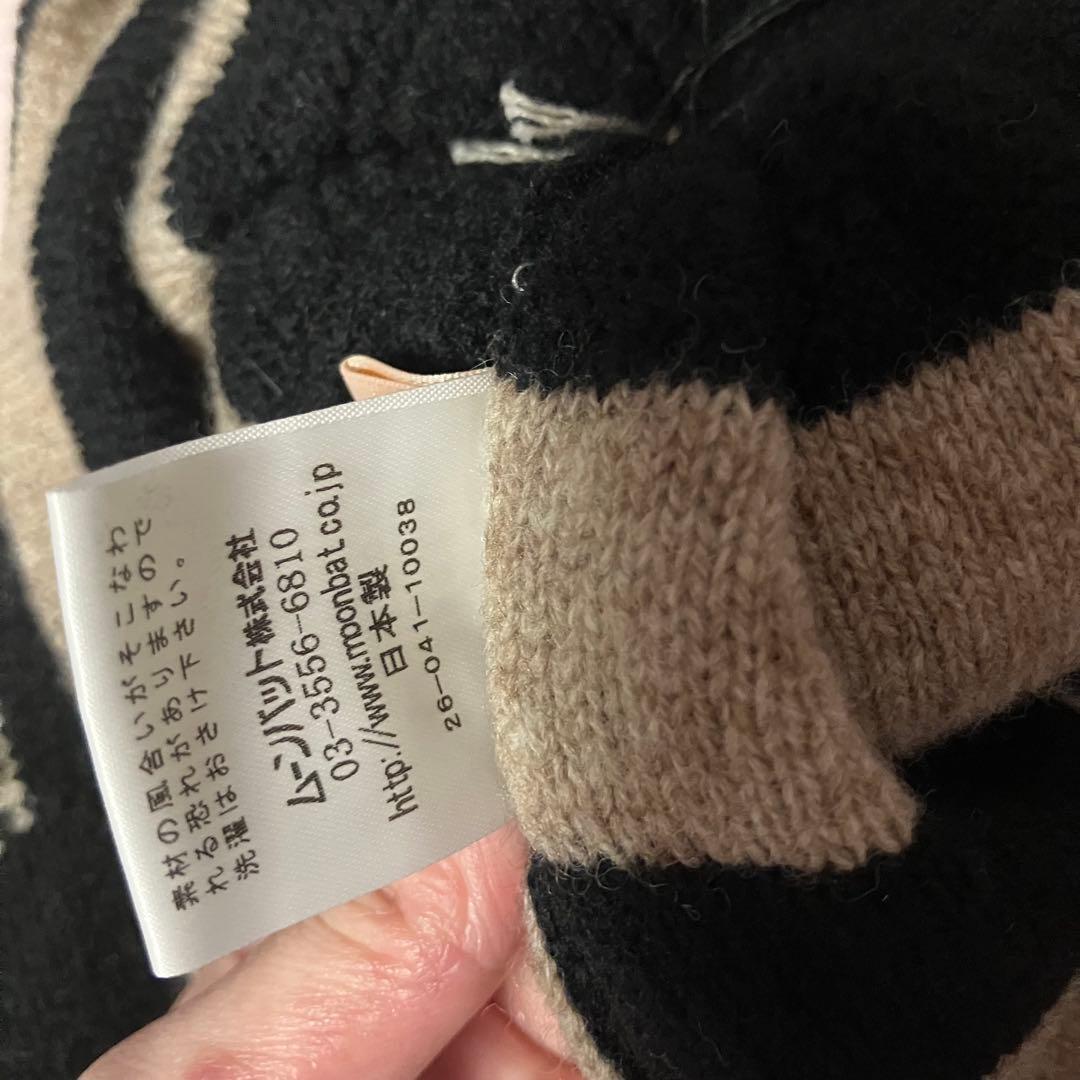 素材の風合いがそこなわ
れる恐れがありますので
洗濯はおさけ下さい。
ムーンバット株式会社
03-3556-6810
http://www.moonbat.co.jp
日本製
26-041-10038